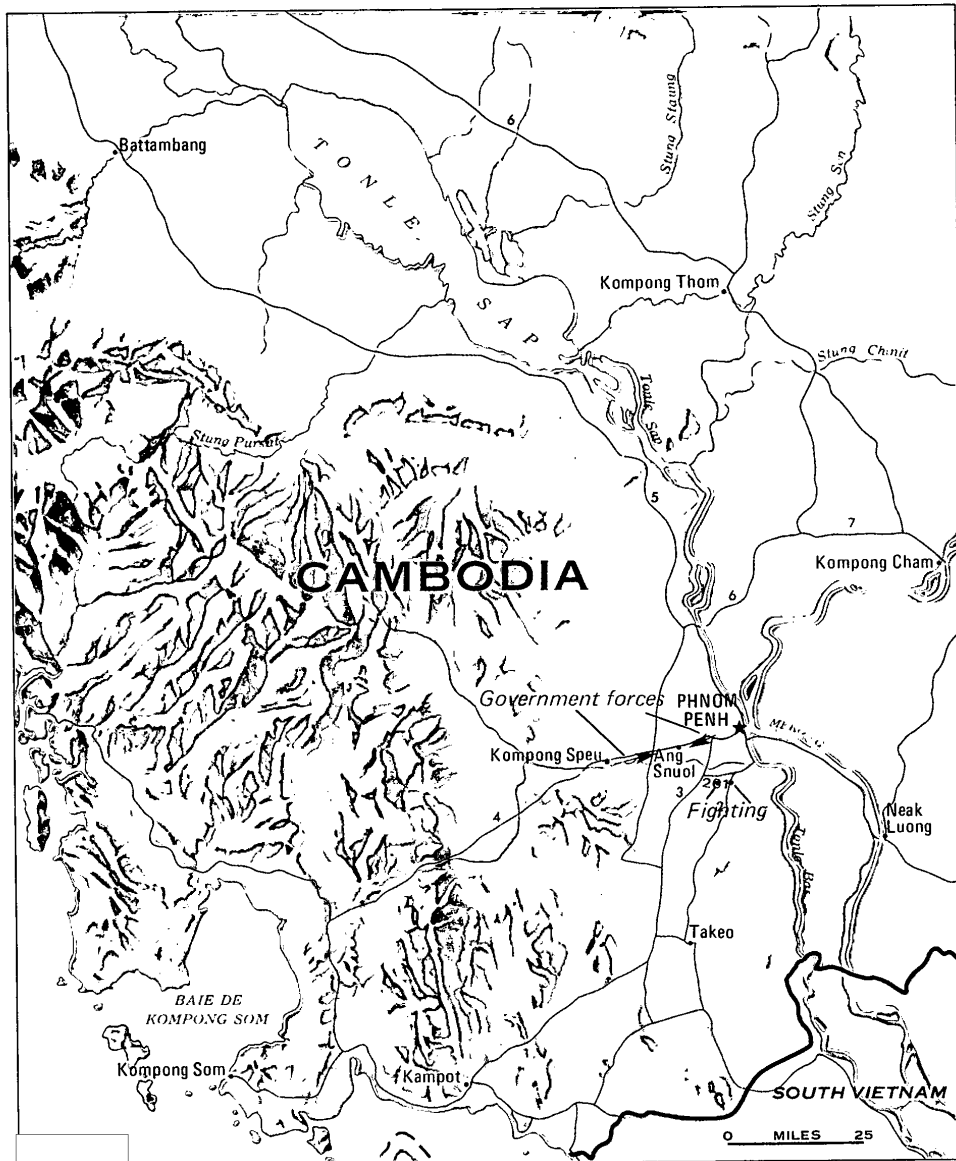 6
Stung Staung
Stung Sen
Battambang
TONLE
SAP
Kompong Thom
Stung Chinit
Tonle Sap
Stung Pursat
5
7
Kompong Cham
CAMBODIA
6
Government forces
PHNOM
PENH
Kompong Speu
Ang
Snuol
3
2
Fighting
4
Neak
Luong
Takeo
BAIE DE
KOMPONG SOM
Kompong Som
Kampot
SOUTH VIETNAM
0 MILES 25